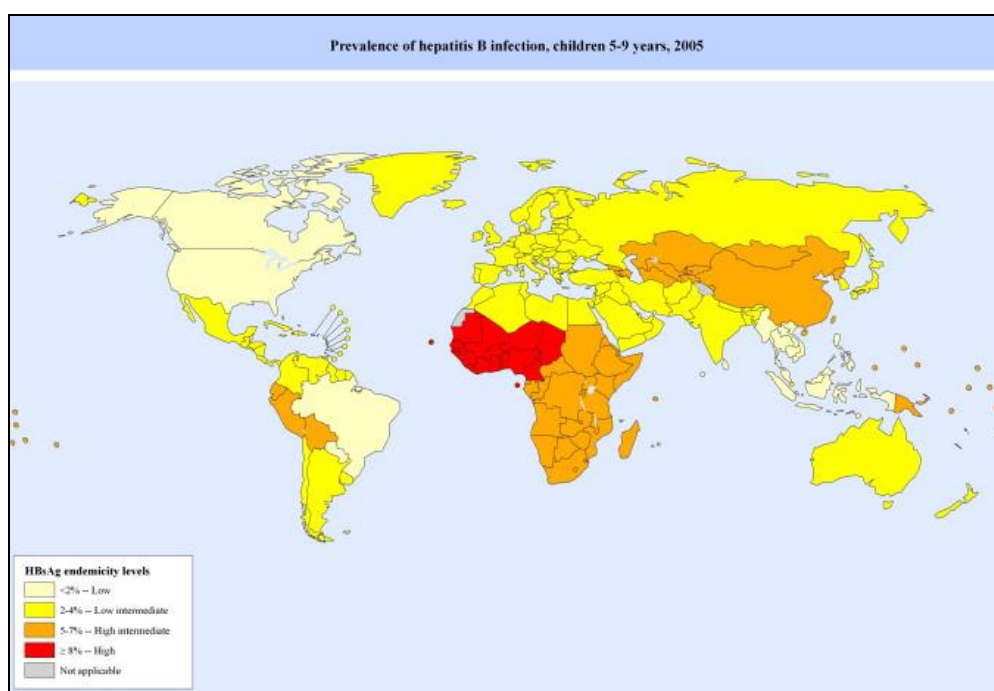 Prevalence of hepatitis B infection, children 5-9 years, 2005
HBsAg endemicity levels
<2% -- Low
2-4% -- Low intermediate
5-7% -- High intermediate
≥ 8% -- High
Not applicable